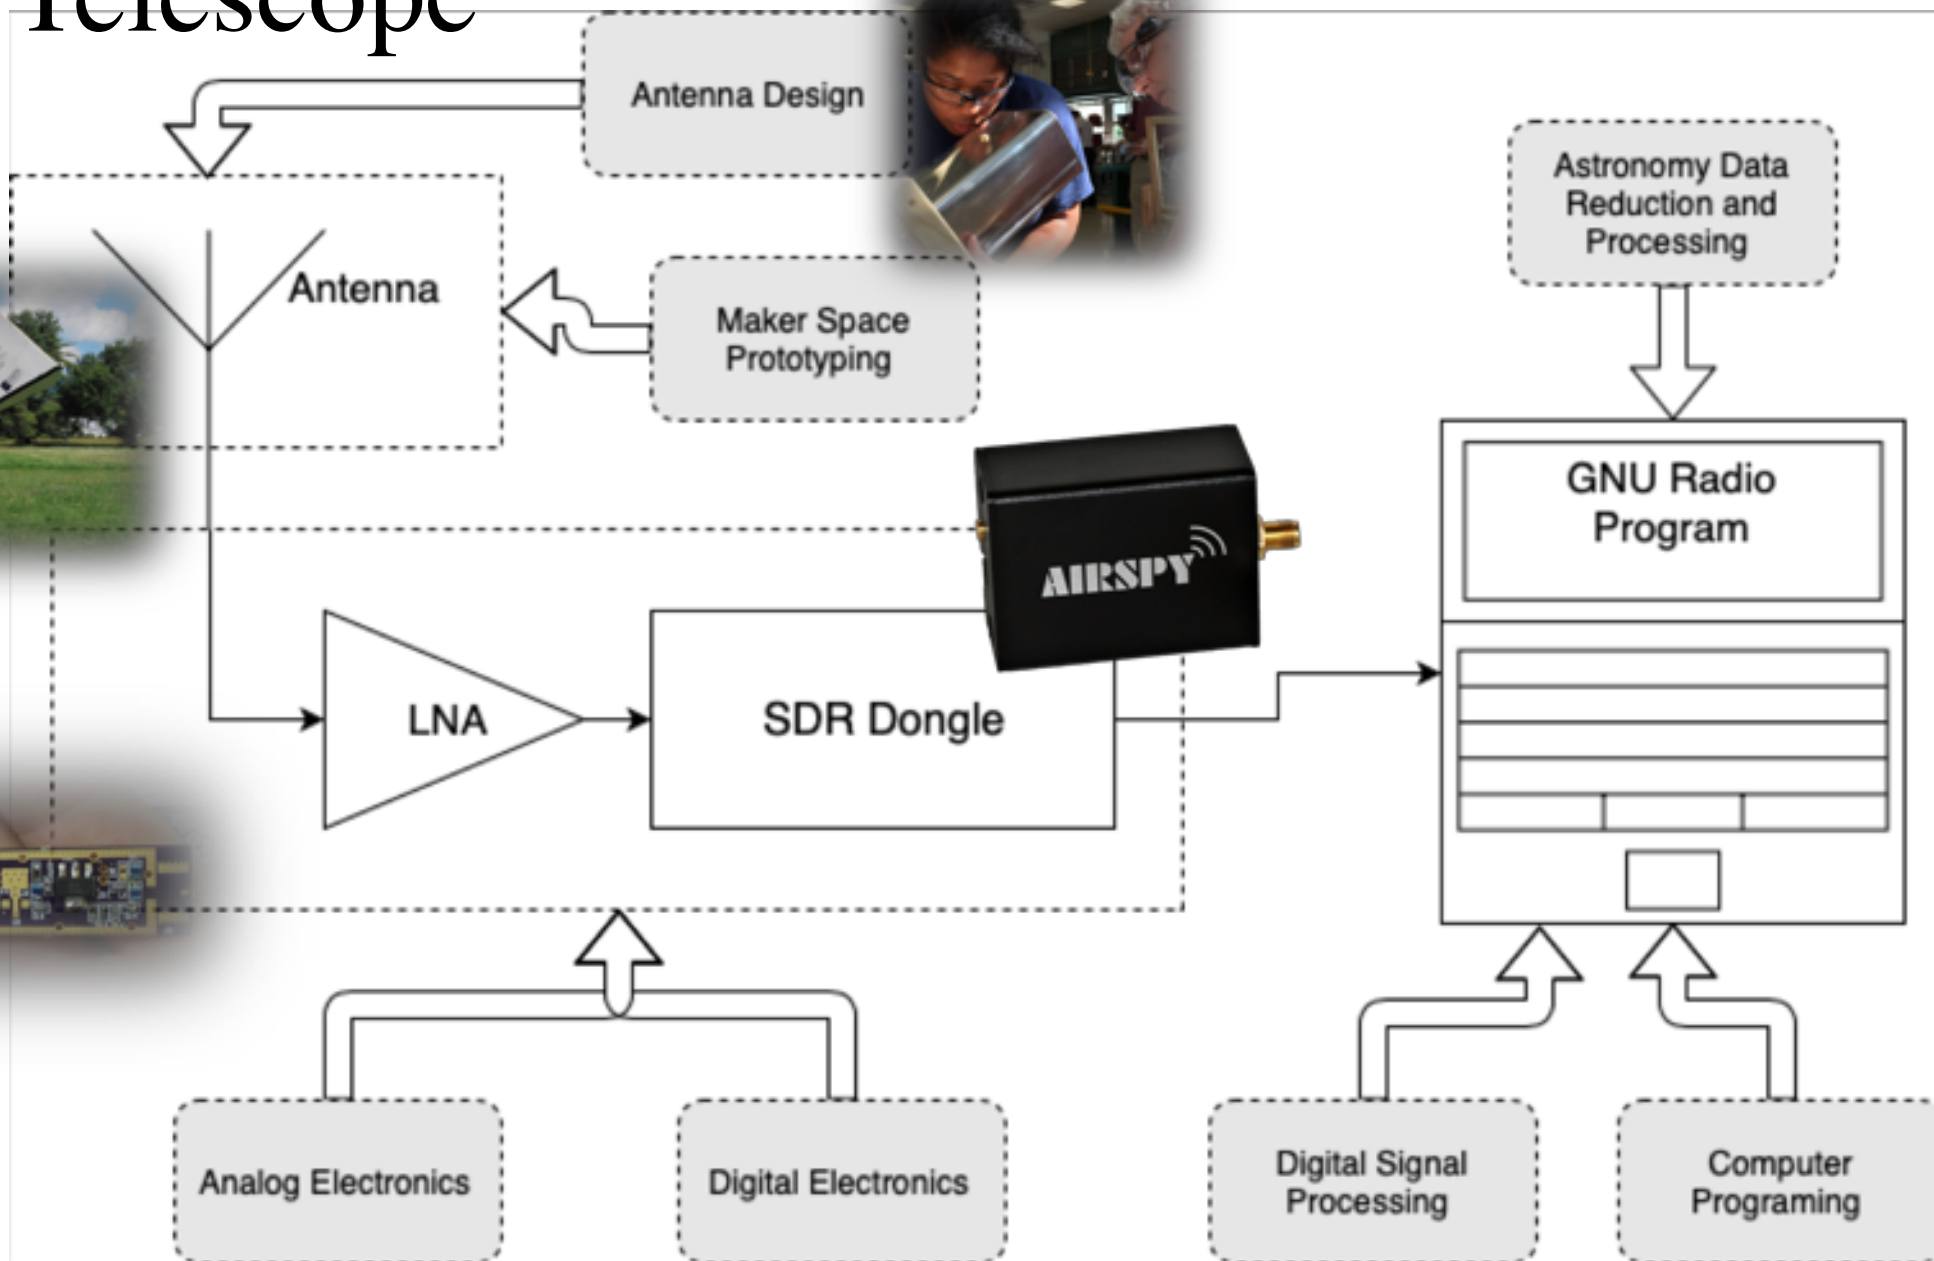 Telescope
Antenna Design
Astronomy Data
Reduction and
Processing
Antenna
Maker Space
Prototyping
GNU Radio
Program
AIRSPY
LNA
SDR Dongle
Analog Electronics
Digital Electronics
Digital Signal
Processing
Computer
Programing